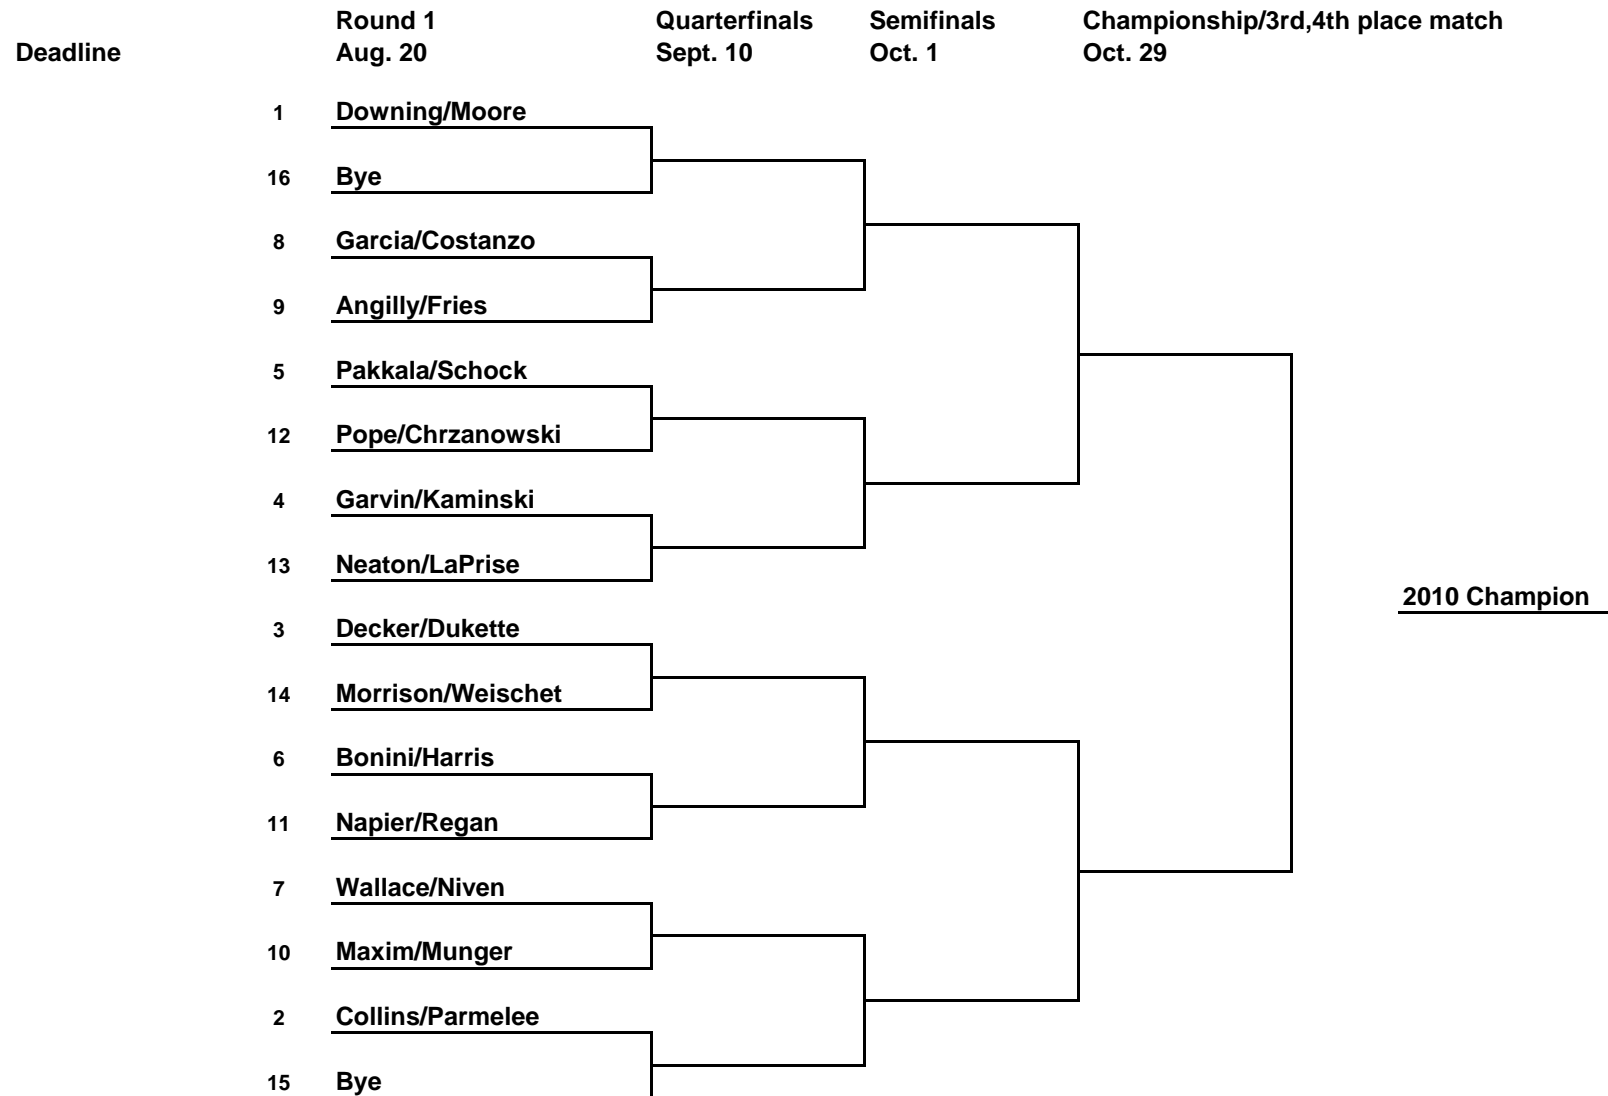 Round 1 Quarterfinals Semifinals Championship/3rd,4th place match
Deadline Aug. 20 Sept. 10 Oct. 1 Oct. 29
1 Downing/Moore
16 Bye
8 Garcia/Costanzo
9 Angilly/Fries
5 Pakkala/Schock
12 Pope/Chrzanowski
4 Garvin/Kaminski
13 Neaton/LaPrise
2010 Champion
3 Decker/Dukette
14 Morrison/Weischet
6 Bonini/Harris
11 Napier/Regan
7 Wallace/Niven
10 Maxim/Munger
2 Collins/Parmelee
15 Bye